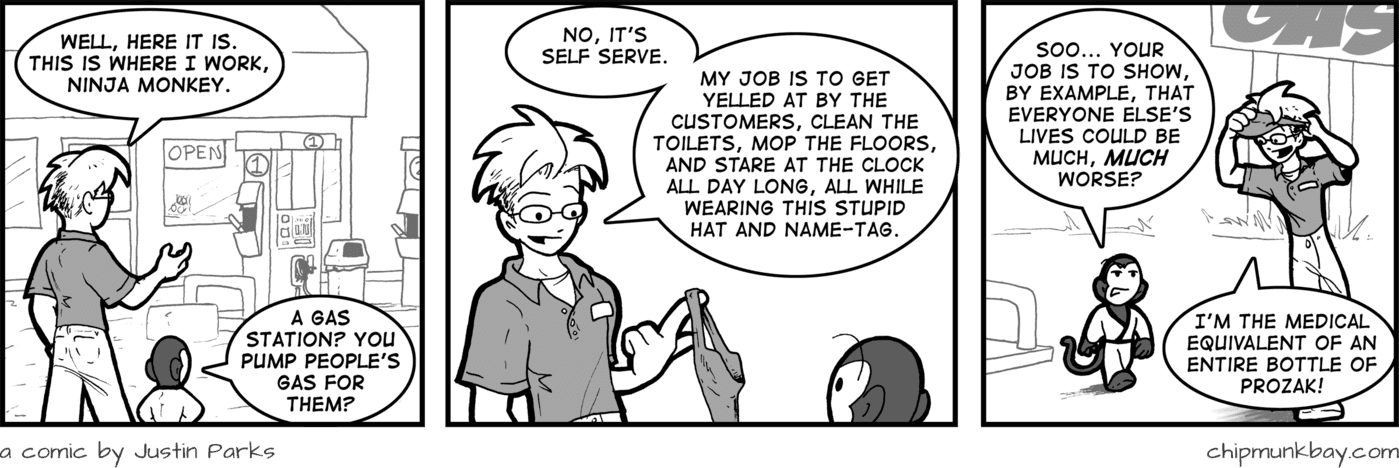 WELL, HERE IT IS.
THIS IS WHERE I WORK,
NINJA MONKEY.
OPEN
1
1
A GAS
STATION? YOU
PUMP PEOPLE'S
GAS FOR
THEM?
NO, IT'S
SELF SERVE.
MY JOB IS TO GET
YELLED AT BY THE
CUSTOMERS, CLEAN THE
TOILETS, MOP THE FLOORS,
AND STARE AT THE CLOCK
ALL DAY LONG, ALL WHILE
WEARING THIS STUPID
HAT AND NAME-TAG.
GAS
SOO... YOUR
JOB IS TO SHOW,
BY EXAMPLE, THAT
EVERYONE ELSE'S
LIVES COULD BE
MUCH, MUCH
WORSE?
I'M THE MEDICAL
EQUIVALENT OF AN
ENTIRE BOTTLE OF
PROZAK!
a comic by Justin Parks
chipmunkbay.com